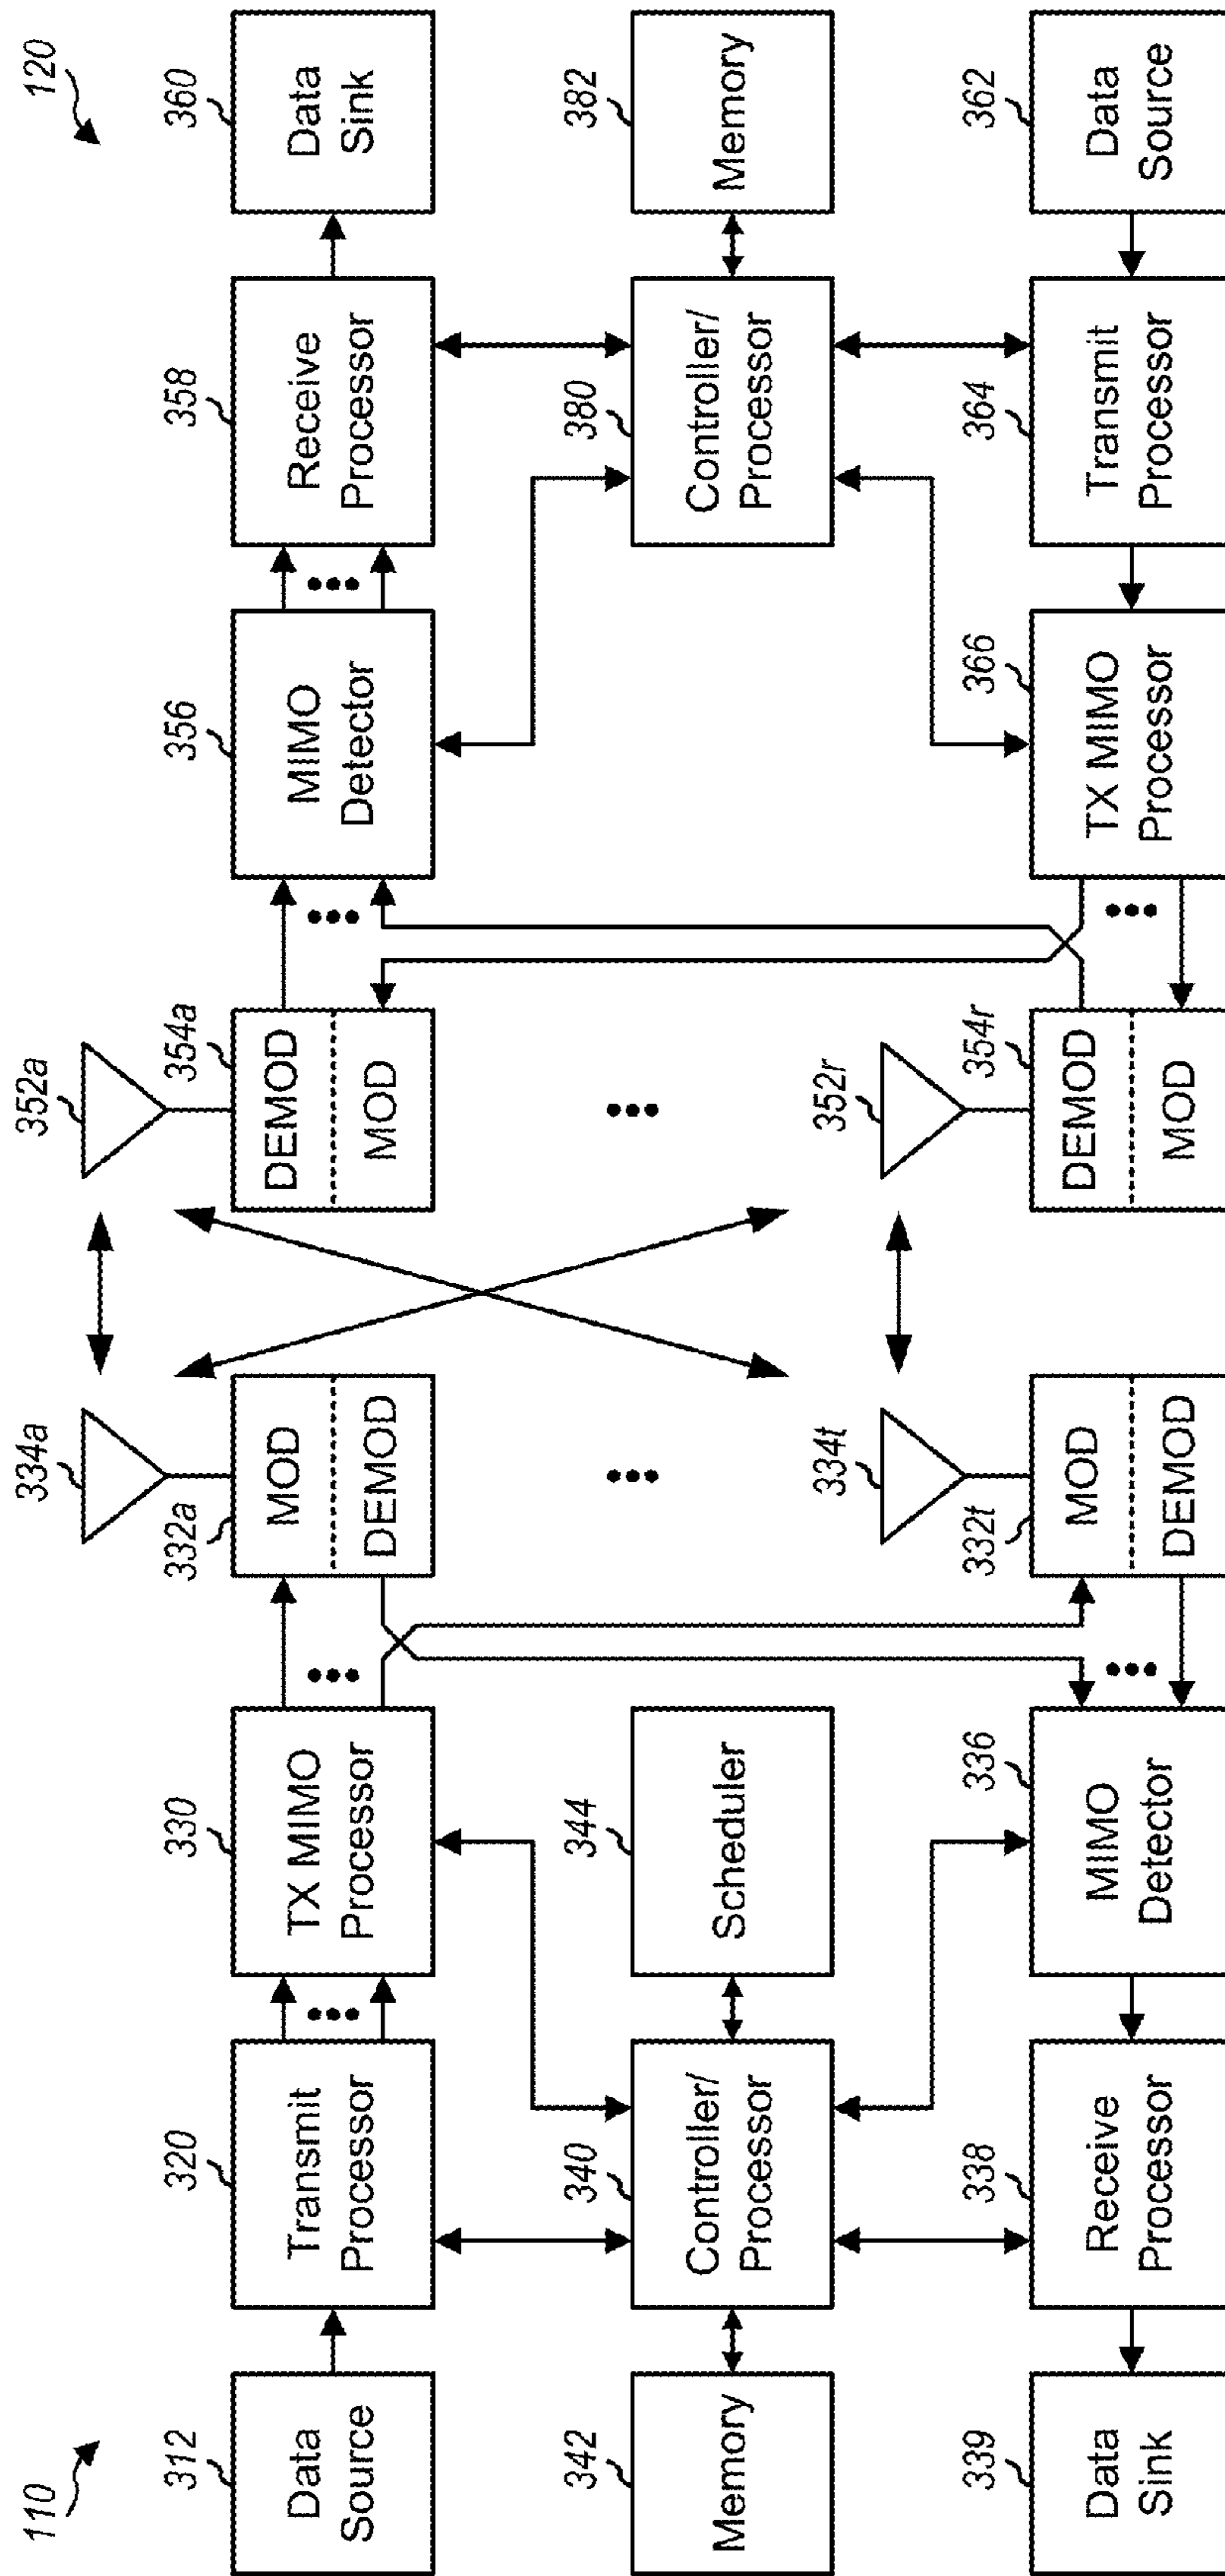 110
120
334a
352a
312
Data
Source
320
Transmit
Processor
330
TX MIMO
Processor
332a
MOD
DEMOD
354a
DEMOD
MOD
356
MIMO
Detector
358
Receive
Processor
360
Data
Sink
342
Memory
340
Controller/
Processor
344
Scheduler
380
Controller/
Processor
382
Memory
334t
352r
339
Data
Sink
338
Receive
Processor
336
MIMO
Detector
332t
MOD
DEMOD
354r
DEMOD
MOD
366
TX MIMO
Processor
364
Transmit
Processor
362
Data
Source